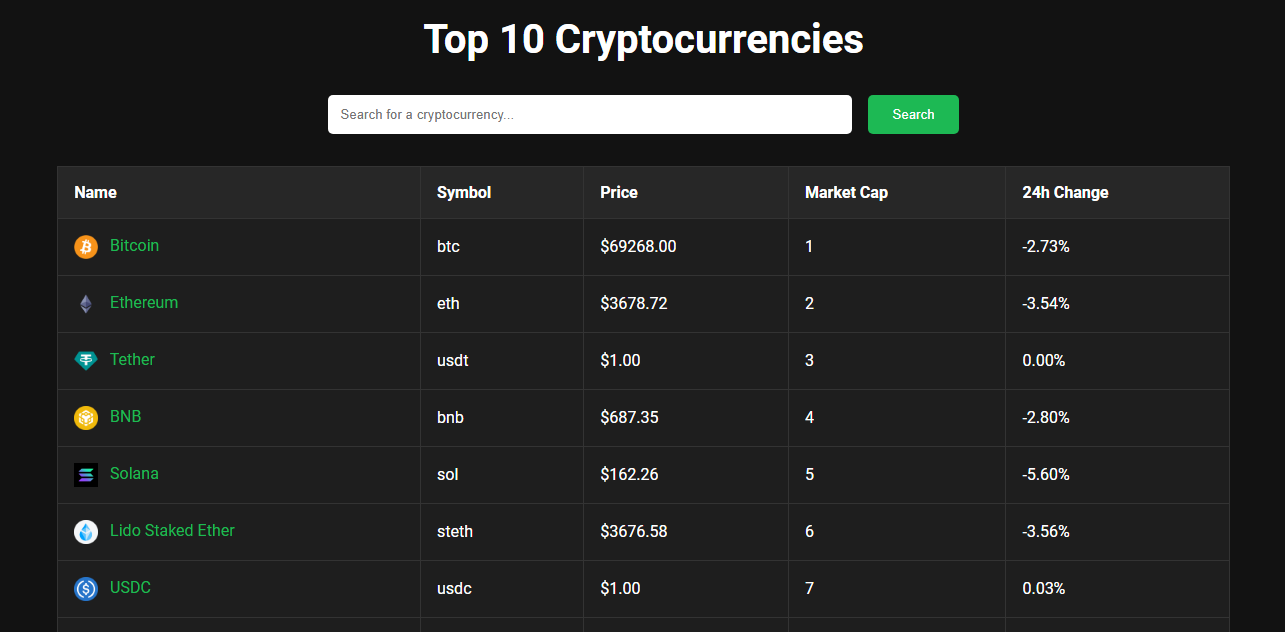 Top 10 Cryptocurrencies
Search for a cryptocurrency... Search
Name Symbol Price Market Cap 24h Change
Bitcoin btc $69268.00 1 -2.73%
Ethereum eth $3678.72 2 -3.54%
Tether usdt $1.00 3 0.00%
BNB bnb $687.35 4 -2.80%
Solana sol $162.26 5 -5.60%
Lido Staked Ether steth $3676.58 6 -3.56%
USDC usdc $1.00 7 0.03%